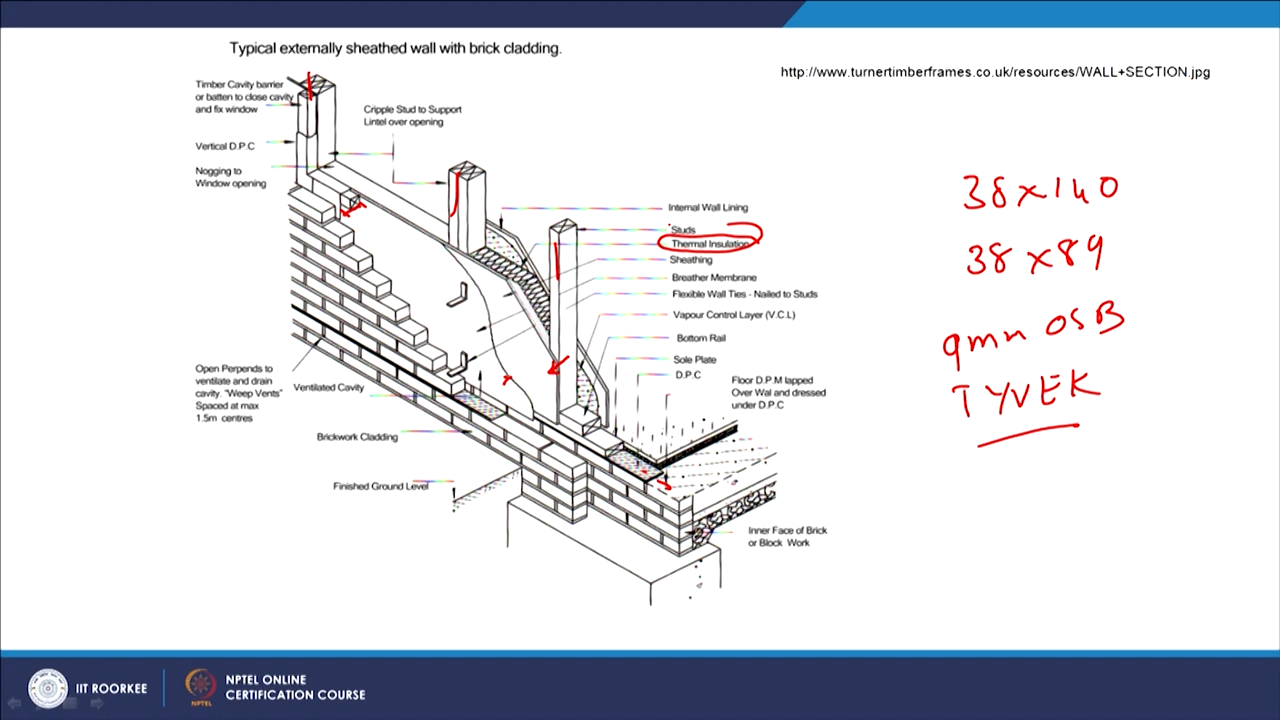 Typical externally sheathed wall with brick cladding.
http://www.turnertimberframes.co.uk/resources/WALL+SECTION.jpg
Timber Cavity barrier
or batten to close cavity
and fix window
Cripple Stud to Support
Lintel over opening
Vertical D.P.C
Nogging to
Window opening
Internal Wall Lining
Studs
Thermal Insulation
Sheathing
Breather Membrane
Flexible Wall Ties - Nailed to Studs
Vapour Control Layer (V.C.L)
Bottom Rail
Sole Plate
D.P.C
Floor D.P.M lapped
Over Wal and dressed
under D.P.C
Open Perpends to
ventilate and drain
cavity. "Weep Vents"
Spaced at max
1.5m centres
Ventilated Cavity
Brickwork Cladding
Finished Ground Level
Inner Face of Brick
or Block Work
38x140
38x89
9mm OSB
TYVEK
IIT ROORKEE
NPTEL
NPTEL ONLINE
CERTIFICATION COURSE